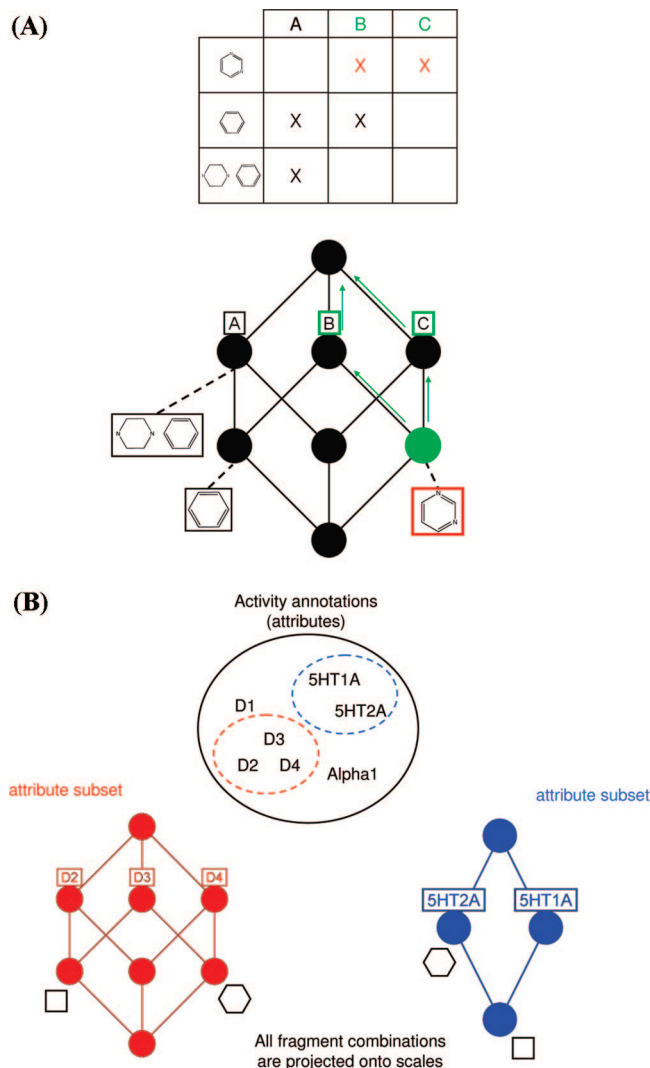 (A)
A B C
N N X X
X X
N N X
A B C
N N
N N
(B)
Activity annotations
(attributes)
5HT1A
5HT2A
D1
D3
D2 D4
Alpha1
attribute subset
attribute subset
D2 D3 D4
5HT2A 5HT1A
All fragment combinations
are projected onto scales